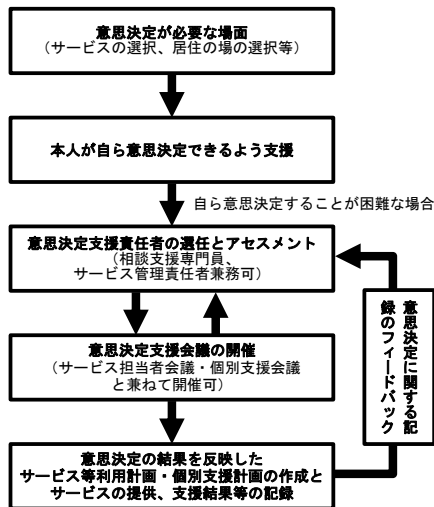 意思決定が必要な場面
（サービスの選択、居住の場の選択等）
本人が自ら意思決定できるよう支援
自ら意思決定することが困難な場合
意思決定支援責任者の選任とアセスメント
（相談支援専門員、
サービス管理責任者兼務可）
意思決定支援会議の開催
（サービス担当者会議・個別支援会議
と兼ねて開催可）
意思決定の結果を反映した
サービス等利用計画・個別支援計画の作成と
サービスの提供、支援結果等の記録
意思決定に関する記
録のフィードバック